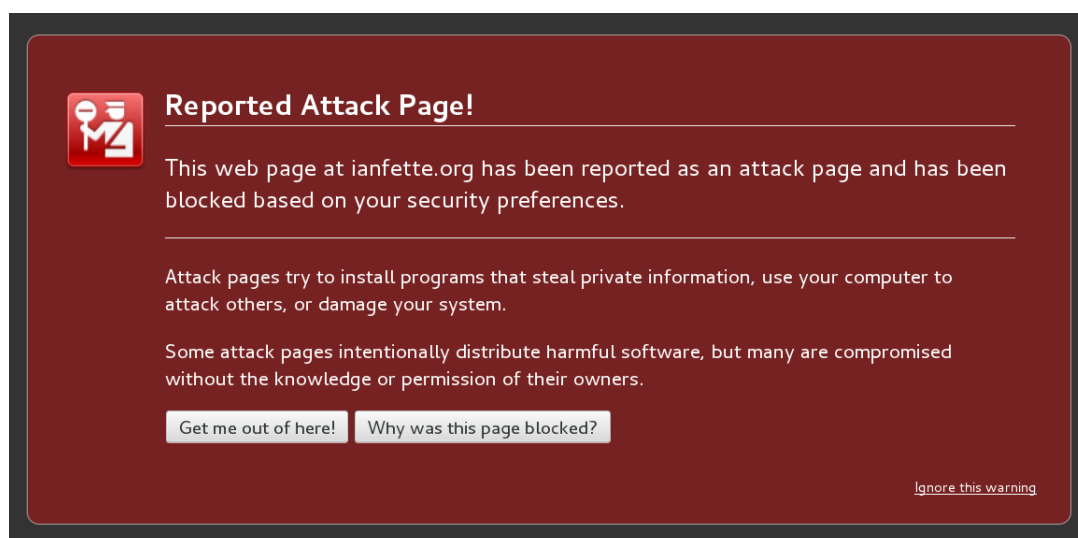 Reported Attack Page!
This web page at ianfette.org has been reported as an attack page and has been
blocked based on your security preferences.
Attack pages try to install programs that steal private information, use your computer to
attack others, or damage your system.
Some attack pages intentionally distribute harmful software, but many are compromised
without the knowledge or permission of their owners.
Get me out of here! Why was this page blocked?
Ignore this warning